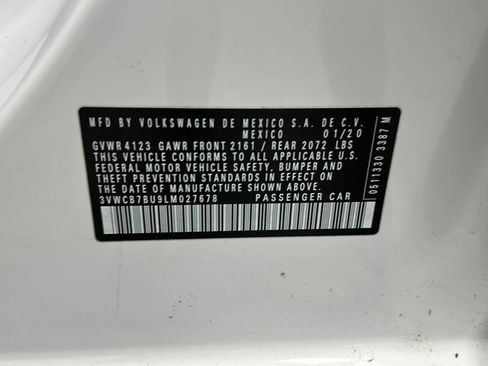 MFD BY VOLKSWAGEN DE MEXICO S.A. DE C.V.
MEXICO 01/20
GVWR 4123 GAWR FRONT 2161 / REAR 2072 LBS
THIS VEHICLE CONFORMS TO ALL APPLICABLE U.S.
FEDERAL MOTOR VEHICLE SAFETY, BUMPER AND
THEFT PREVENTION STANDARDS IN EFFECT ON THE
DATE OF MANUFACTURE SHOWN ABOVE.
3VWCB7BU9LM027678 PASSENGER CAR
0511330 3387 M